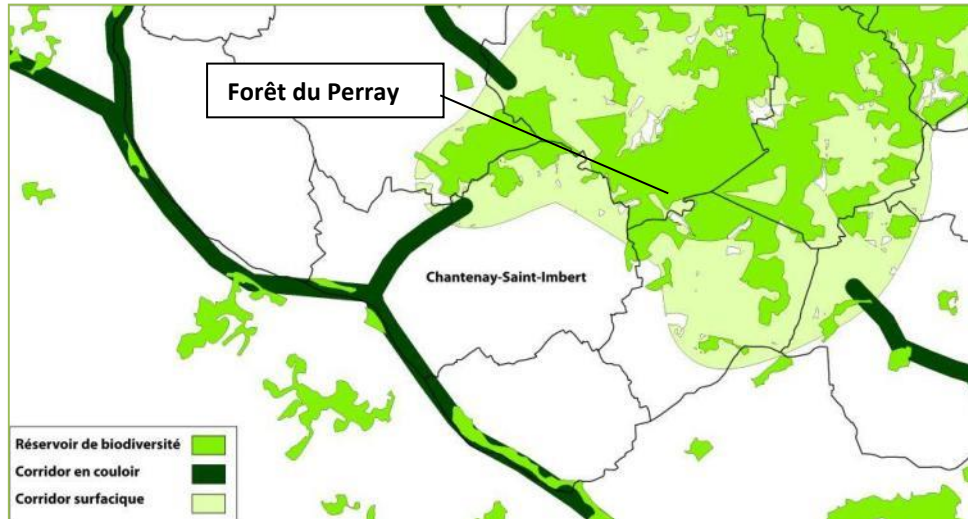 Forêt du Perray
Chantenay-Saint-Imbert
Réservoir de biodiversité
Corridor en couloir
Corridor surfacique